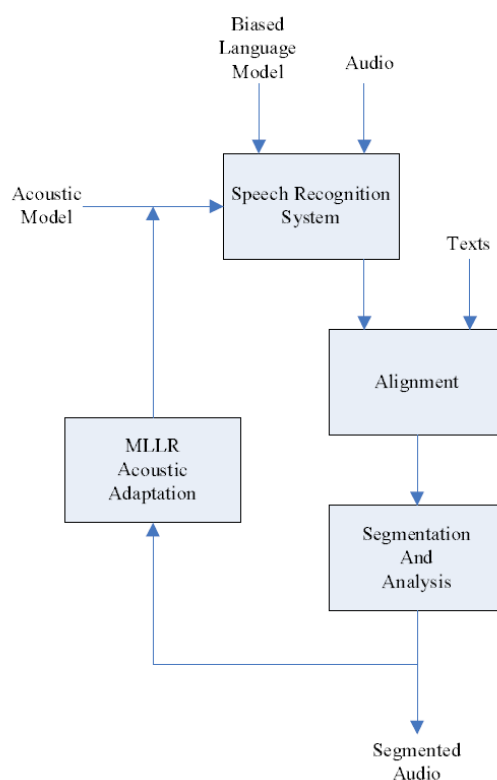 Biased
Language
Model
Audio
Acoustic
Model
Speech Recognition
System
Texts
Alignment
MLLR
Acoustic
Adaptation
Segmentation
And
Analysis
Segmented
Audio